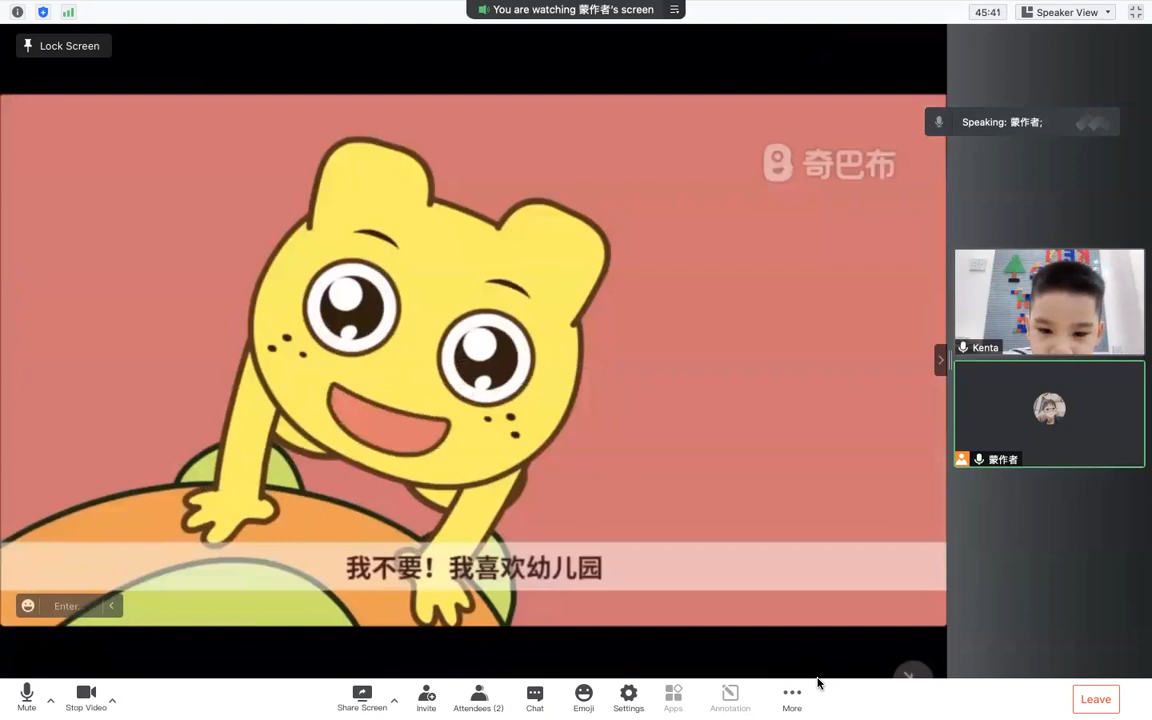 You are watching 蒙作者's screen
45:41
Speaker View
Lock Screen
Speaking: 蒙作者;
奇巴布
Kenta
蒙作者
我不要！我喜欢幼儿园
Enter...
Mute
Stop Video
Share Screen
Invite
Attendees (2)
Chat
Emoji
Settings
Apps
Annotation
More
Leave